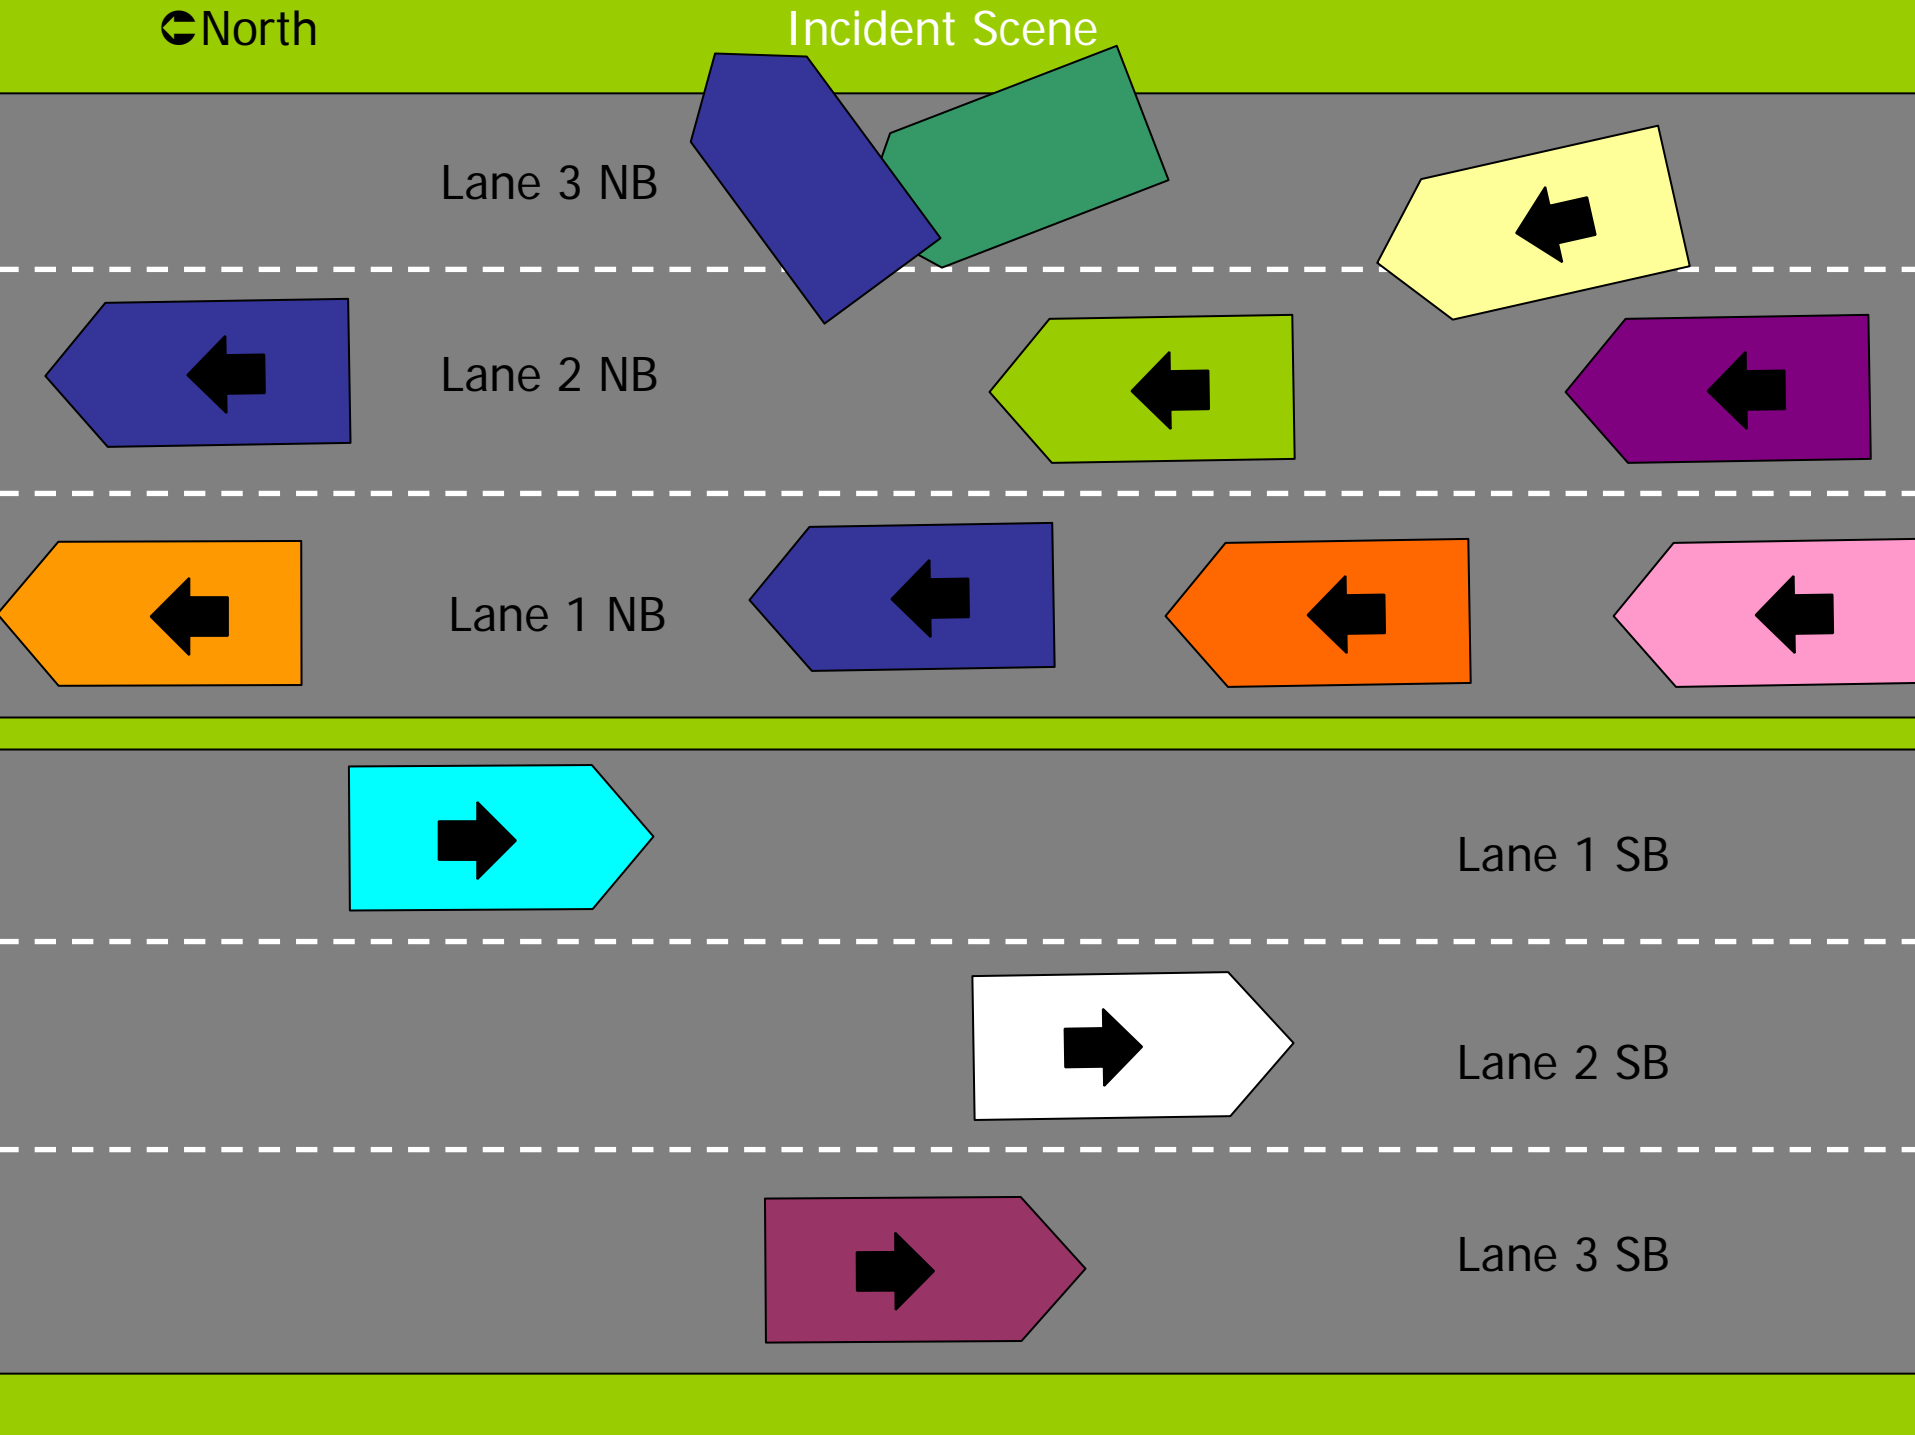 ➲North
Incident Scene
Lane 3 NB
Lane 2 NB
Lane 1 NB
Lane 1 SB
Lane 2 SB
Lane 3 SB